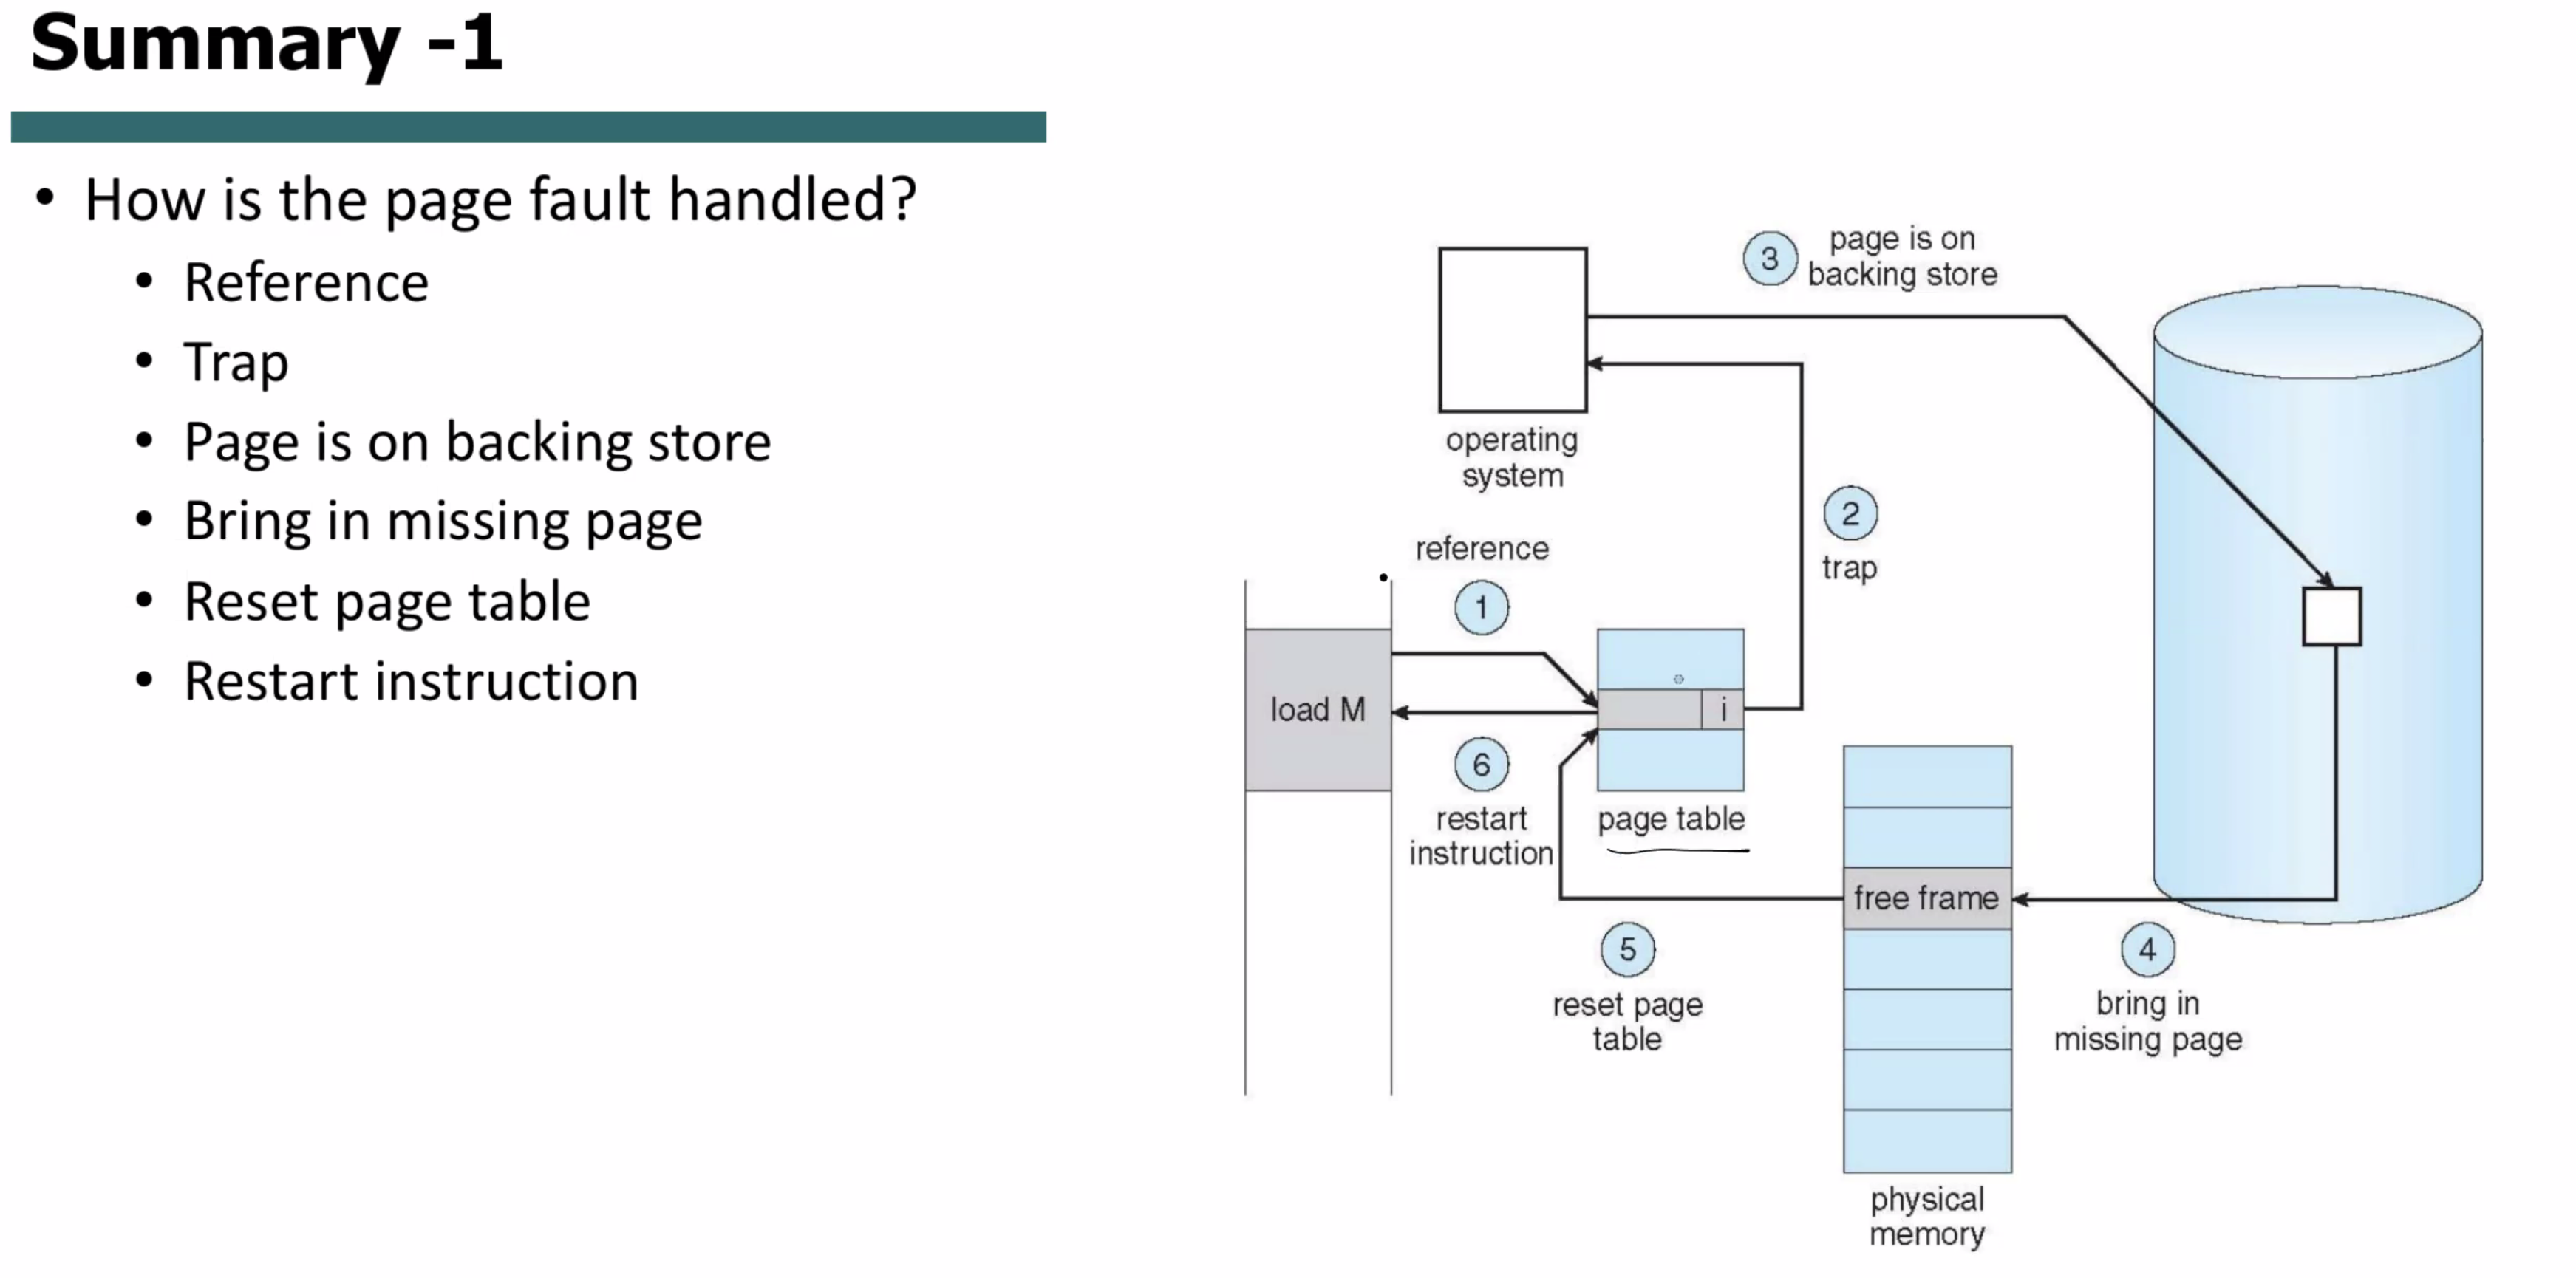 Summary -1
• How is the page fault handled?
• Reference
• Trap
• Page is on backing store
• Bring in missing page
• Reset page table
• Restart instruction
3
page is on
backing store
operating
system
2
trap
reference
1
load M
i
6
restart
instruction
page table
free frame
5
reset page
table
4
bring in
missing page
physical
memory